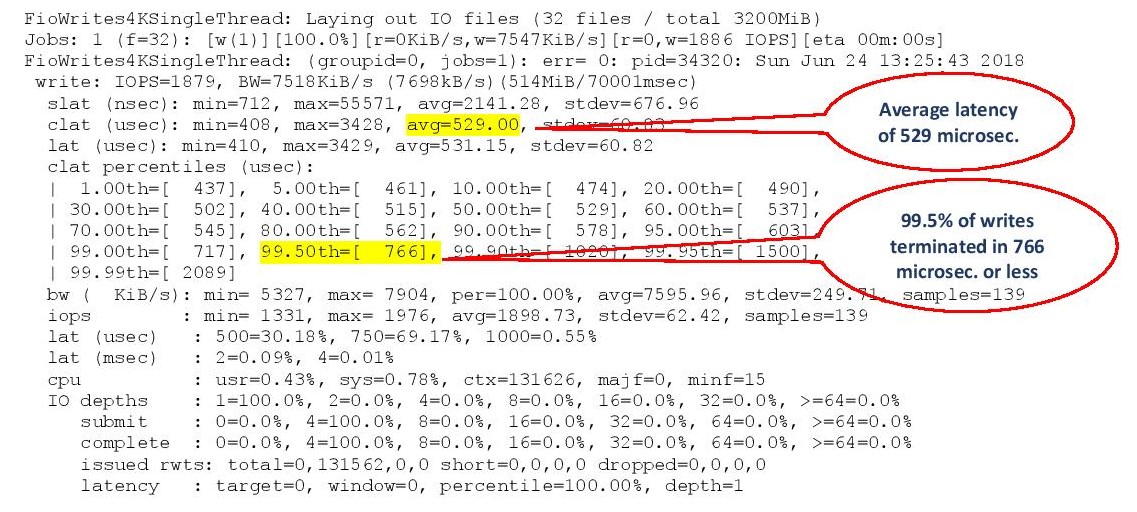 FioWrites4KSingleThread: Laying out IO files (32 files / total 3200MiB)
Jobs: 1 (f=32): [w(1)][100.0%][r=0KiB/s,w=7547KiB/s][r=0,w=1886 IOPS][eta 00m:00s]
FioWrites4KSingleThread: (groupid=0, jobs=1): err= 0: pid=34320: Sun Jun 24 13:25:43 2018
write: IOPS=1879, BW=7518KiB/s (7698kB/s)(514MiB/70001msec)
slat (nsec): min=712, max=55571, avg=2141.28, stdev=676.96
clat (usec): min=408, max=3428, avg=529.00, stdev=60.83
lat (usec): min=410, max=3429, avg=531.15, stdev=60.82
clat percentiles (usec):
| 1.00th=[ 437], 5.00th=[ 461], 10.00th=[ 474], 20.00th=[ 490],
| 30.00th=[ 502], 40.00th=[ 515], 50.00th=[ 529], 60.00th=[ 537],
| 70.00th=[ 545], 80.00th=[ 562], 90.00th=[ 578], 95.00th=[ 603],
| 99.00th=[ 717], 99.50th=[ 766], 99.90th=[ 1020], 99.95th=[ 1500],
| 99.99th=[ 2089]
bw ( KiB/s): min= 5327, max= 7904, per=100.00%, avg=7595.96, stdev=249.71, samples=139
iops : min= 1331, max= 1976, avg=1898.73, stdev=62.42, samples=139
lat (usec) : 500=30.18%, 750=69.17%, 1000=0.55%
lat (msec) : 2=0.09%, 4=0.01%
cpu : usr=0.43%, sys=0.78%, ctx=131626, majf=0, minf=15
IO depths : 1=100.0%, 2=0.0%, 4=0.0%, 8=0.0%, 16=0.0%, 32=0.0%, >=64=0.0%
submit : 0=0.0%, 4=100.0%, 8=0.0%, 16=0.0%, 32=0.0%, 64=0.0%, >=64=0.0%
complete : 0=0.0%, 4=100.0%, 8=0.0%, 16=0.0%, 32=0.0%, 64=0.0%, >=64=0.0%
issued rwts: total=0,131562,0,0 short=0,0,0,0 dropped=0,0,0,0
latency : target=0, window=0, percentile=100.00%, depth=1
Average latency
of 529 microsec.
99.5% of writes
terminated in 766
microsec. or less